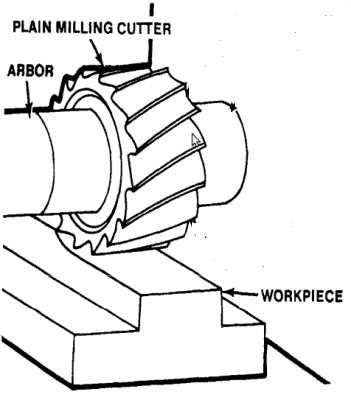 PLAIN MILLING CUTTER
ARBOR
WORKPIECE